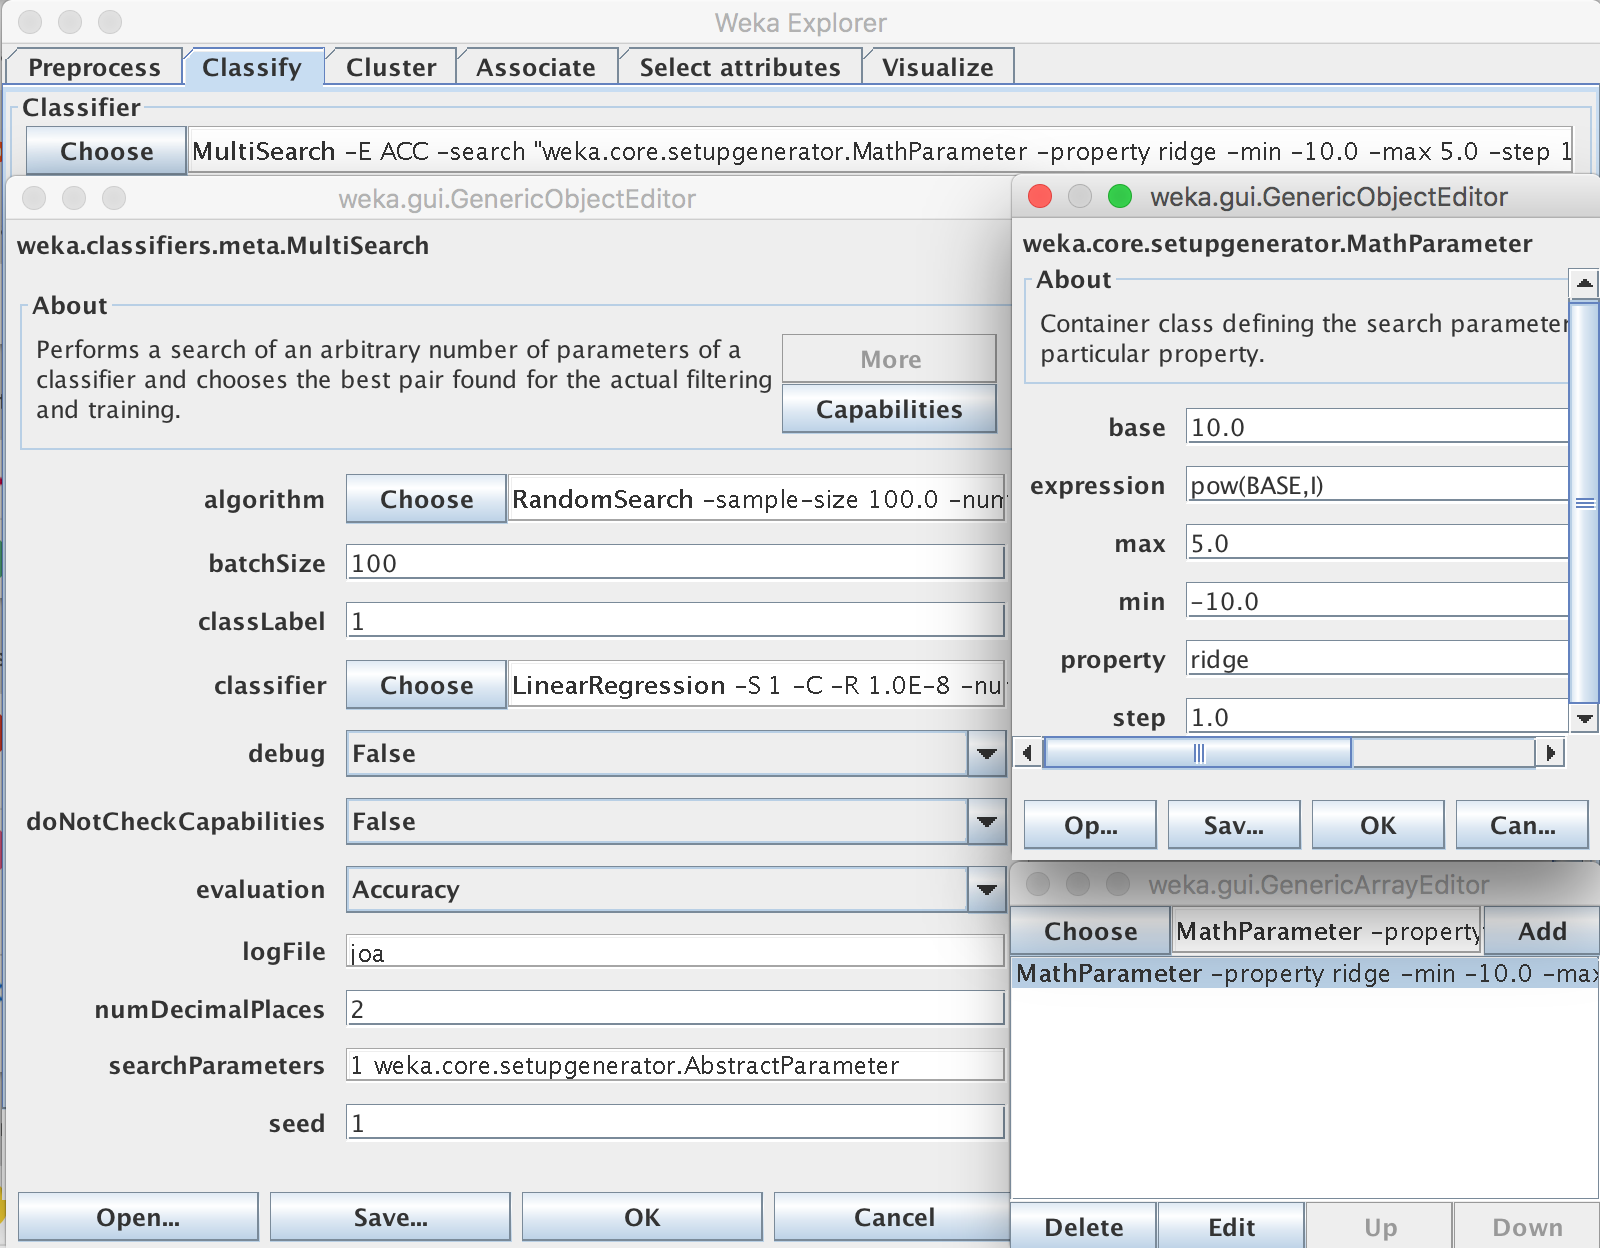 Weka Explorer
Preprocess Classify Cluster Associate Select attributes Visualize
Classifier
Choose MultiSearch -E ACC -search "weka.core.setupgenerator.MathParameter -property ridge -min -10.0 -max 5.0 -step 1
weka.gui.GenericObjectEditor
weka.classifiers.meta.MultiSearch
About
Performs a search of an arbitrary number of parameters of a
classifier and chooses the best pair found for the actual filtering
and training.
More
Capabilities
algorithm Choose RandomSearch -sample-size 100.0 -num
batchSize 100
classLabel 1
classifier Choose LinearRegression -S 1 -C -R 1.0E-8 -nu
debug False
doNotCheckCapabilities False
evaluation Accuracy
logFile joa
numDecimalPlaces 2
searchParameters 1 weka.core.setupgenerator.AbstractParameter
seed 1
Open... Save... OK Cancel
weka.gui.GenericObjectEditor
weka.core.setupgenerator.MathParameter
About
Container class defining the search parameter
particular property.
base 10.0
expression pow(BASE,I)
max 5.0
min -10.0
property ridge
step 1.0
Op... Sav... OK Can...
weka.gui.GenericArrayEditor
Choose MathParameter -property Add
MathParameter -property ridge -min -10.0 -max
Delete Edit Up Down